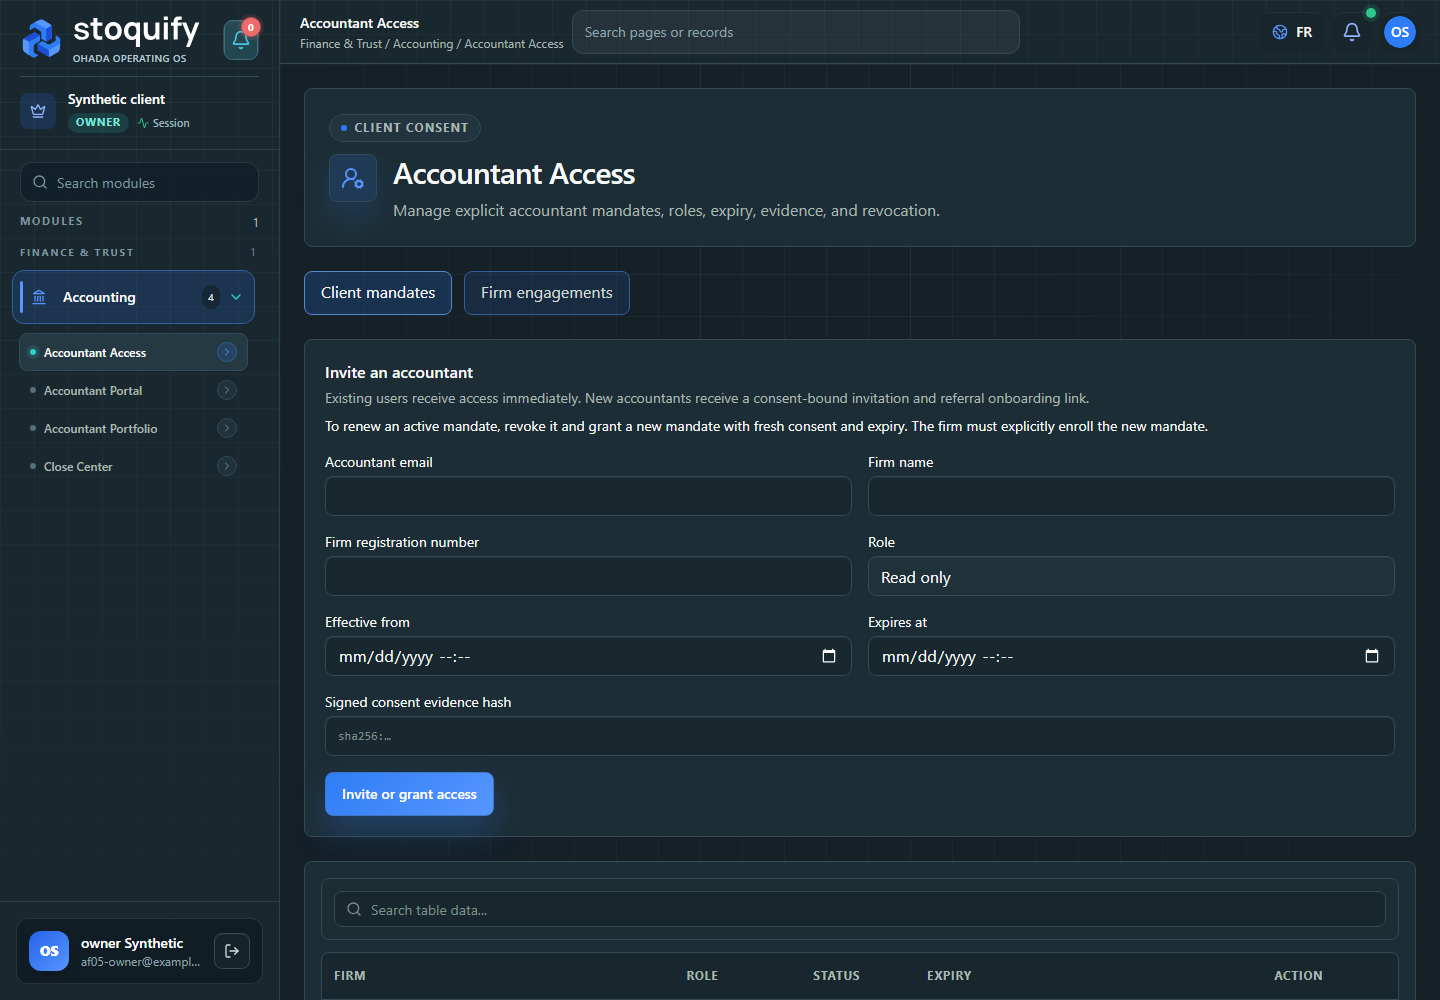 stoquify
OHADA OPERATING OS
0
Synthetic client
OWNER
Session
Search modules
MODULES
1
FINANCE & TRUST
1
Accounting
4
Accountant Access
Accountant Portal
Accountant Portfolio
Close Center
OS
owner Synthetic
af05-owner@exampl...
Accountant Access
Finance & Trust / Accounting / Accountant Access
Search pages or records
FR
OS
CLIENT CONSENT
Accountant Access
Manage explicit accountant mandates, roles, expiry, evidence, and revocation.
Client mandates
Firm engagements
Invite an accountant
Existing users receive access immediately. New accountants receive a consent-bound invitation and referral onboarding link.
To renew an active mandate, revoke it and grant a new mandate with fresh consent and expiry. The firm must explicitly enroll the new mandate.
Accountant email
Firm name
Firm registration number
Role
Read only
Effective from
Expires at
mm/dd/yyyy --:--
mm/dd/yyyy --:--
Signed consent evidence hash
sha256:…
Invite or grant access
Search table data...
FIRM
ROLE
STATUS
EXPIRY
ACTION